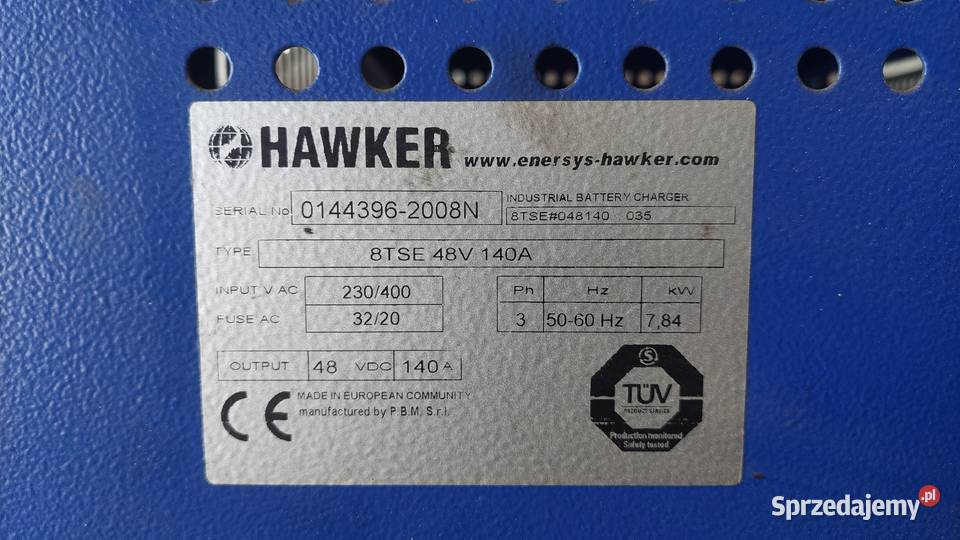 HAWKER www.enersys-hawker.com
SERIAL No 0144396-2008N
INDUSTRIAL BATTERY CHARGER
8TSE#048140 035
TYPE 8TSE 48V 140A
INPUT V AC 230/400
FUSE AC 32/20
Ph Hz kW
3 50-60 Hz 7,84
OUTPUT 48 VDC 140 A
CE
MADE IN EUROPEAN COMMUNITY
manufactured by P.B.M. S.r.l.
S
TÜV
PRODUCT SERVICE
Production monitored
Safety tested
Sprzedajemy.pl